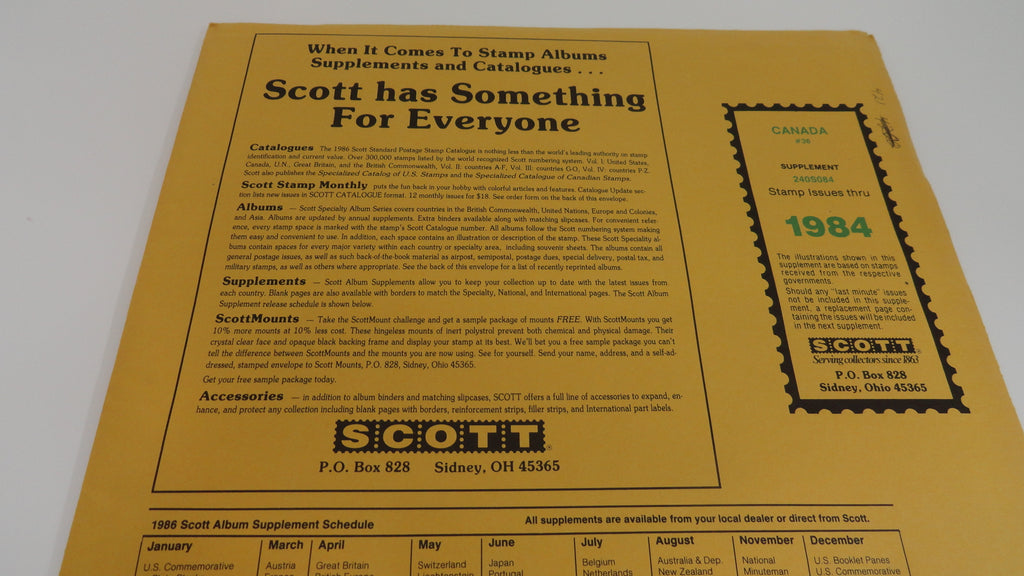 When It Comes To Stamp Albums
Supplements and Catalogues . . .
Scott has Something
For Everyone
Catalogues The 1986 Scott Standard Postage Stamp Catalogue is nothing less than the world's leading authority on stamp
identification and current value. Over 300,000 stamps listed by the world recognized Scott numbering system. Vol. I: United States,
Canada, U.N., Great Britain, and the British Commonwealth, Vol. II: countries A-F, Vol. III: countries G-O, Vol. IV: countries P-Z.
Scott also publishes the Specialized Catalog of U.S. Stamps and the Specialized Catalogue of Canadian Stamps.
Scott Stamp Monthly puts the fun back in your hobby with colorful articles and features. Catalogue Update sec-
tion lists new issues in SCOTT CATALOGUE format. 12 monthly issues for $18. See order form on the back of this envelope.
Albums — Scott Specialty Album Series covers countries in the British Commonwealth, United Nations, Europe and Colonies,
and Asia. Albums are updated by annual supplements. Extra binders available along with matching slipcases. For convenient refer-
ence, every stamp space is marked with the stamp's Scott Catalogue number. All albums follow the Scott numbering system making
them easy and convenient to use. In addition, each space contains an illustration or description of the stamp. These Scott Speciality al-
bums contain spaces for every major variety within each country or specialty area, including souvenir sheets. The albums contain all
general postage issues, as well as such back-of-the-book material as airpost, semipostal, postage dues, special delivery, postal tax, and
military stamps, as well as others where appropriate. See the back of this envelope for a list of recently reprinted albums.
Supplements — Scott Album Supplements allow you to keep your collection up to date with the latest issues from
each country. Blank pages are also available with borders to match the Specialty, National, and International pages. The Scott Album
Supplement release schedule is shown below.
ScottMounts — Take the ScottMount challenge and get a sample package of mounts FREE. With ScottMounts you get
10% more mounts at 10% less cost. These hingeless mounts of inert polystrol prevent both chemical and physical damage. Their
crystal clear face and opaque black backing frame and display your stamp at its best. We'll bet you a free sample package you can't
tell the difference between ScottMounts and the mounts you are now using. See for yourself. Send your name, address, and a self-ad-
dressed, stamped envelope to Scott Mounts, P.O. 828, Sidney, Ohio 45365.
Get your free sample package today.
Accessories — in addition to album binders and matching slipcases, SCOTT offers a full line of accessories to expand, en-
hance, and protect any collection including blank pages with borders, reinforcement strips, filler strips, and International part labels.
SCOTT®
P.O. Box 828 Sidney, OH 45365
CANADA
#36
SUPPLEMENT
240S084
Stamp Issues thru
1984
The illustrations shown in this
supplement are based on stamps
received from the respective
governments.
Should any "last minute" issues
not be included in this supple-
ment, a replacement page con-
taining the issues will be included
in the next supplement.
SCOTT®
Serving collectors since 1863
P.O. Box 828
Sidney, Ohio 45365
1986 Scott Album Supplement Schedule All supplements are available from your local dealer or direct from Scott.
January March April May June July August November December
U.S. Commemorative Austria Great Britain Switzerland Japan Belgium Australia & Dep. National U.S. Booklet Panes
Liechtenstein Portugal Netherlands New Zealand Minuteman U.S. Commemorative